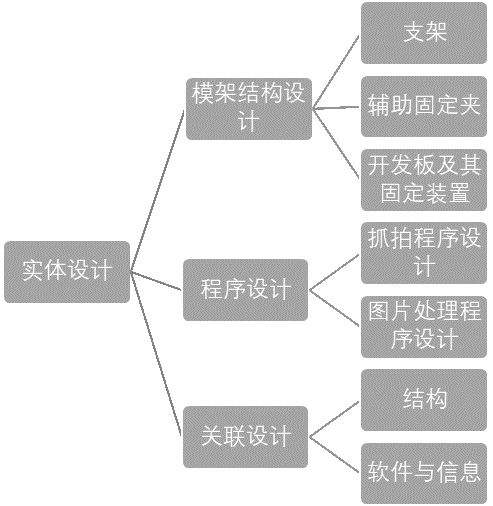 实体设计
模架结构设
计
支架
辅助固定夹
开发板及其
固定装置
程序设计
抓拍程序设
计
图片处理程
序设计
关联设计
结构
软件与信息